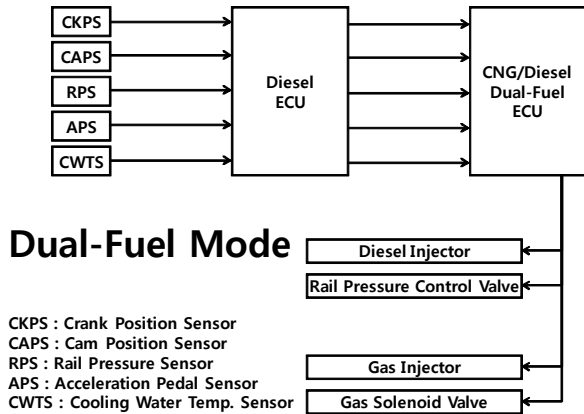 CKPS
CAPS
RPS
APS
CWTS
Diesel
ECU
CNG/Diesel
Dual-Fuel
ECU
Dual-Fuel Mode
Diesel Injector
Rail Pressure Control Valve
Gas Injector
Gas Solenoid Valve
CKPS : Crank Position Sensor
CAPS : Cam Position Sensor
RPS : Rail Pressure Sensor
APS : Acceleration Pedal Sensor
CWTS : Cooling Water Temp. Sensor